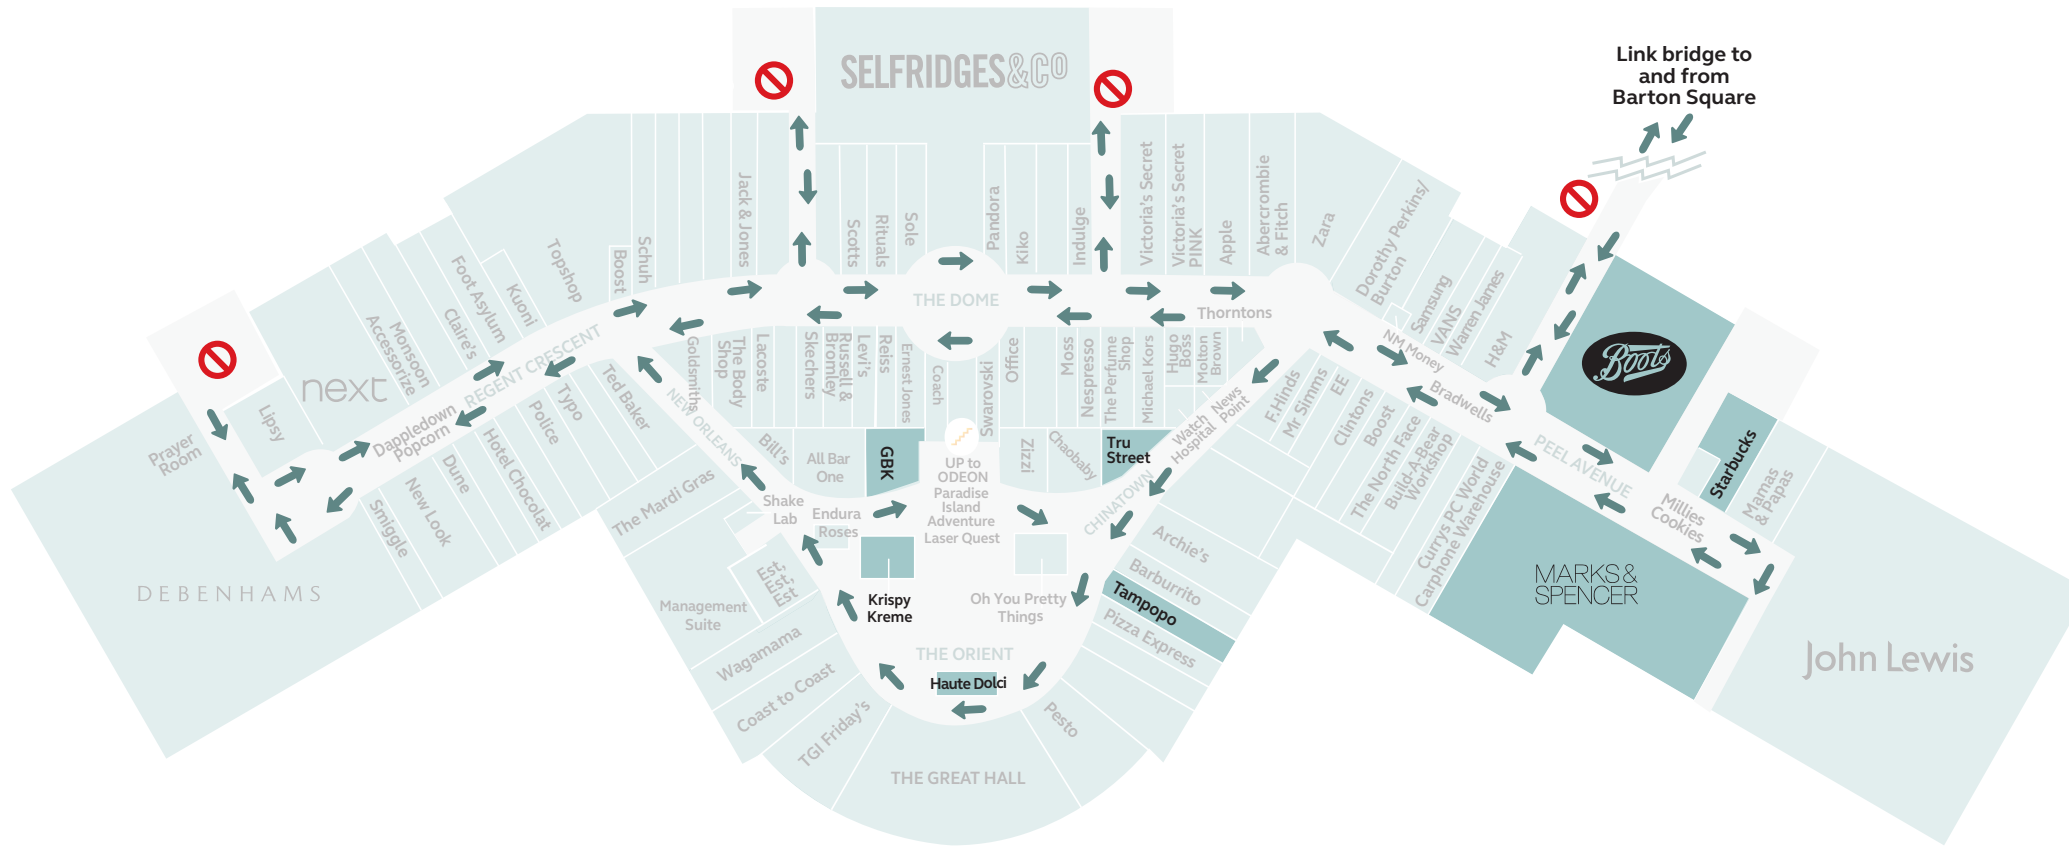 SELFRIDGES&CO
Link bridge to
and from
Barton Square
Jack & Jones
Scotts
Rituals
Sole
Pandora
Kiko
Indulge
Victoria's Secret
Victoria's Secret
PINK
Apple
Abercrombie
& Fitch
Zara
Dorothy Perkins/
Burton
Samsung
VANS
Warren James
H&M
Boots
Topshop
Boost
Schuh
Kuoni
Foot Asylum
Claire's
Monsoon
Accessorize
next
Lipsy
Prayer
Room
DEBENHAMS
REGENT CRESCENT
Dappledown
Popcorn
THE DOME
Thorntons
NM Money
Bradwells
PEEL AVENUE
Millies
Cookies
Starbucks
Mamas
& Papas
John Lewis
MARKS &
SPENCER
Smiggle
New Look
Dune
Hotel Chocolat
Police
Typo
Ted Baker
NEW ORLEANS
Goldsmiths
The Body
Shop
Lacoste
Skechers
Russell &
Bromley
Levi's
Reiss
Ernest Jones
Coach
Swarovski
Office
Moss
Nespresso
The Perfume
Shop
Michael Kors
Hugo
Boss
Molton
Brown
Watch
Hospital
News
Point
F.Hinds
Mr Simms
EE
Clintons
Boost
The North Face
Build-A-Bear
Workshop
Currys PC World
Carphone Warehouse
Bill's
All Bar
One
GBK
UP to
ODEON
Paradise
Island
Adventure
Laser Quest
Zizzi
Chaobaby
Tru
Street
CHINATOWN
The Mardi Gras
Shake
Lab
Endura
Roses
Est,
Est,
Est
Management
Suite
Krispy
Kreme
Oh You Pretty
Things
Archie's
Barburrito
Tampopo
Pizza Express
Wagamama
Coast to Coast
TGI Friday's
THE ORIENT
Haute Dolci
Pesto
THE GREAT HALL